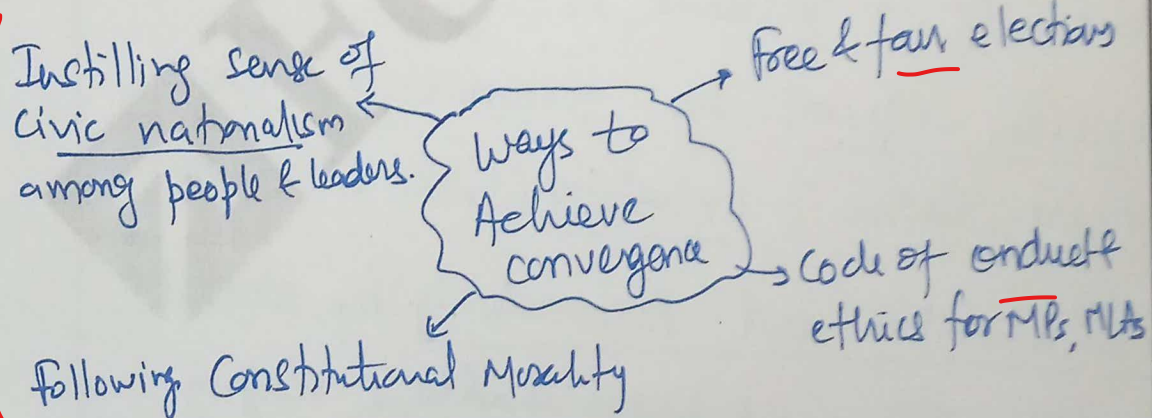 Instilling sense of
civic nationalism
among people & leaders.
Free & fair elections
Ways to
Achieve
convergence
Code of conduct &
ethics for MPs, MLAs
Following Constitutional Morality